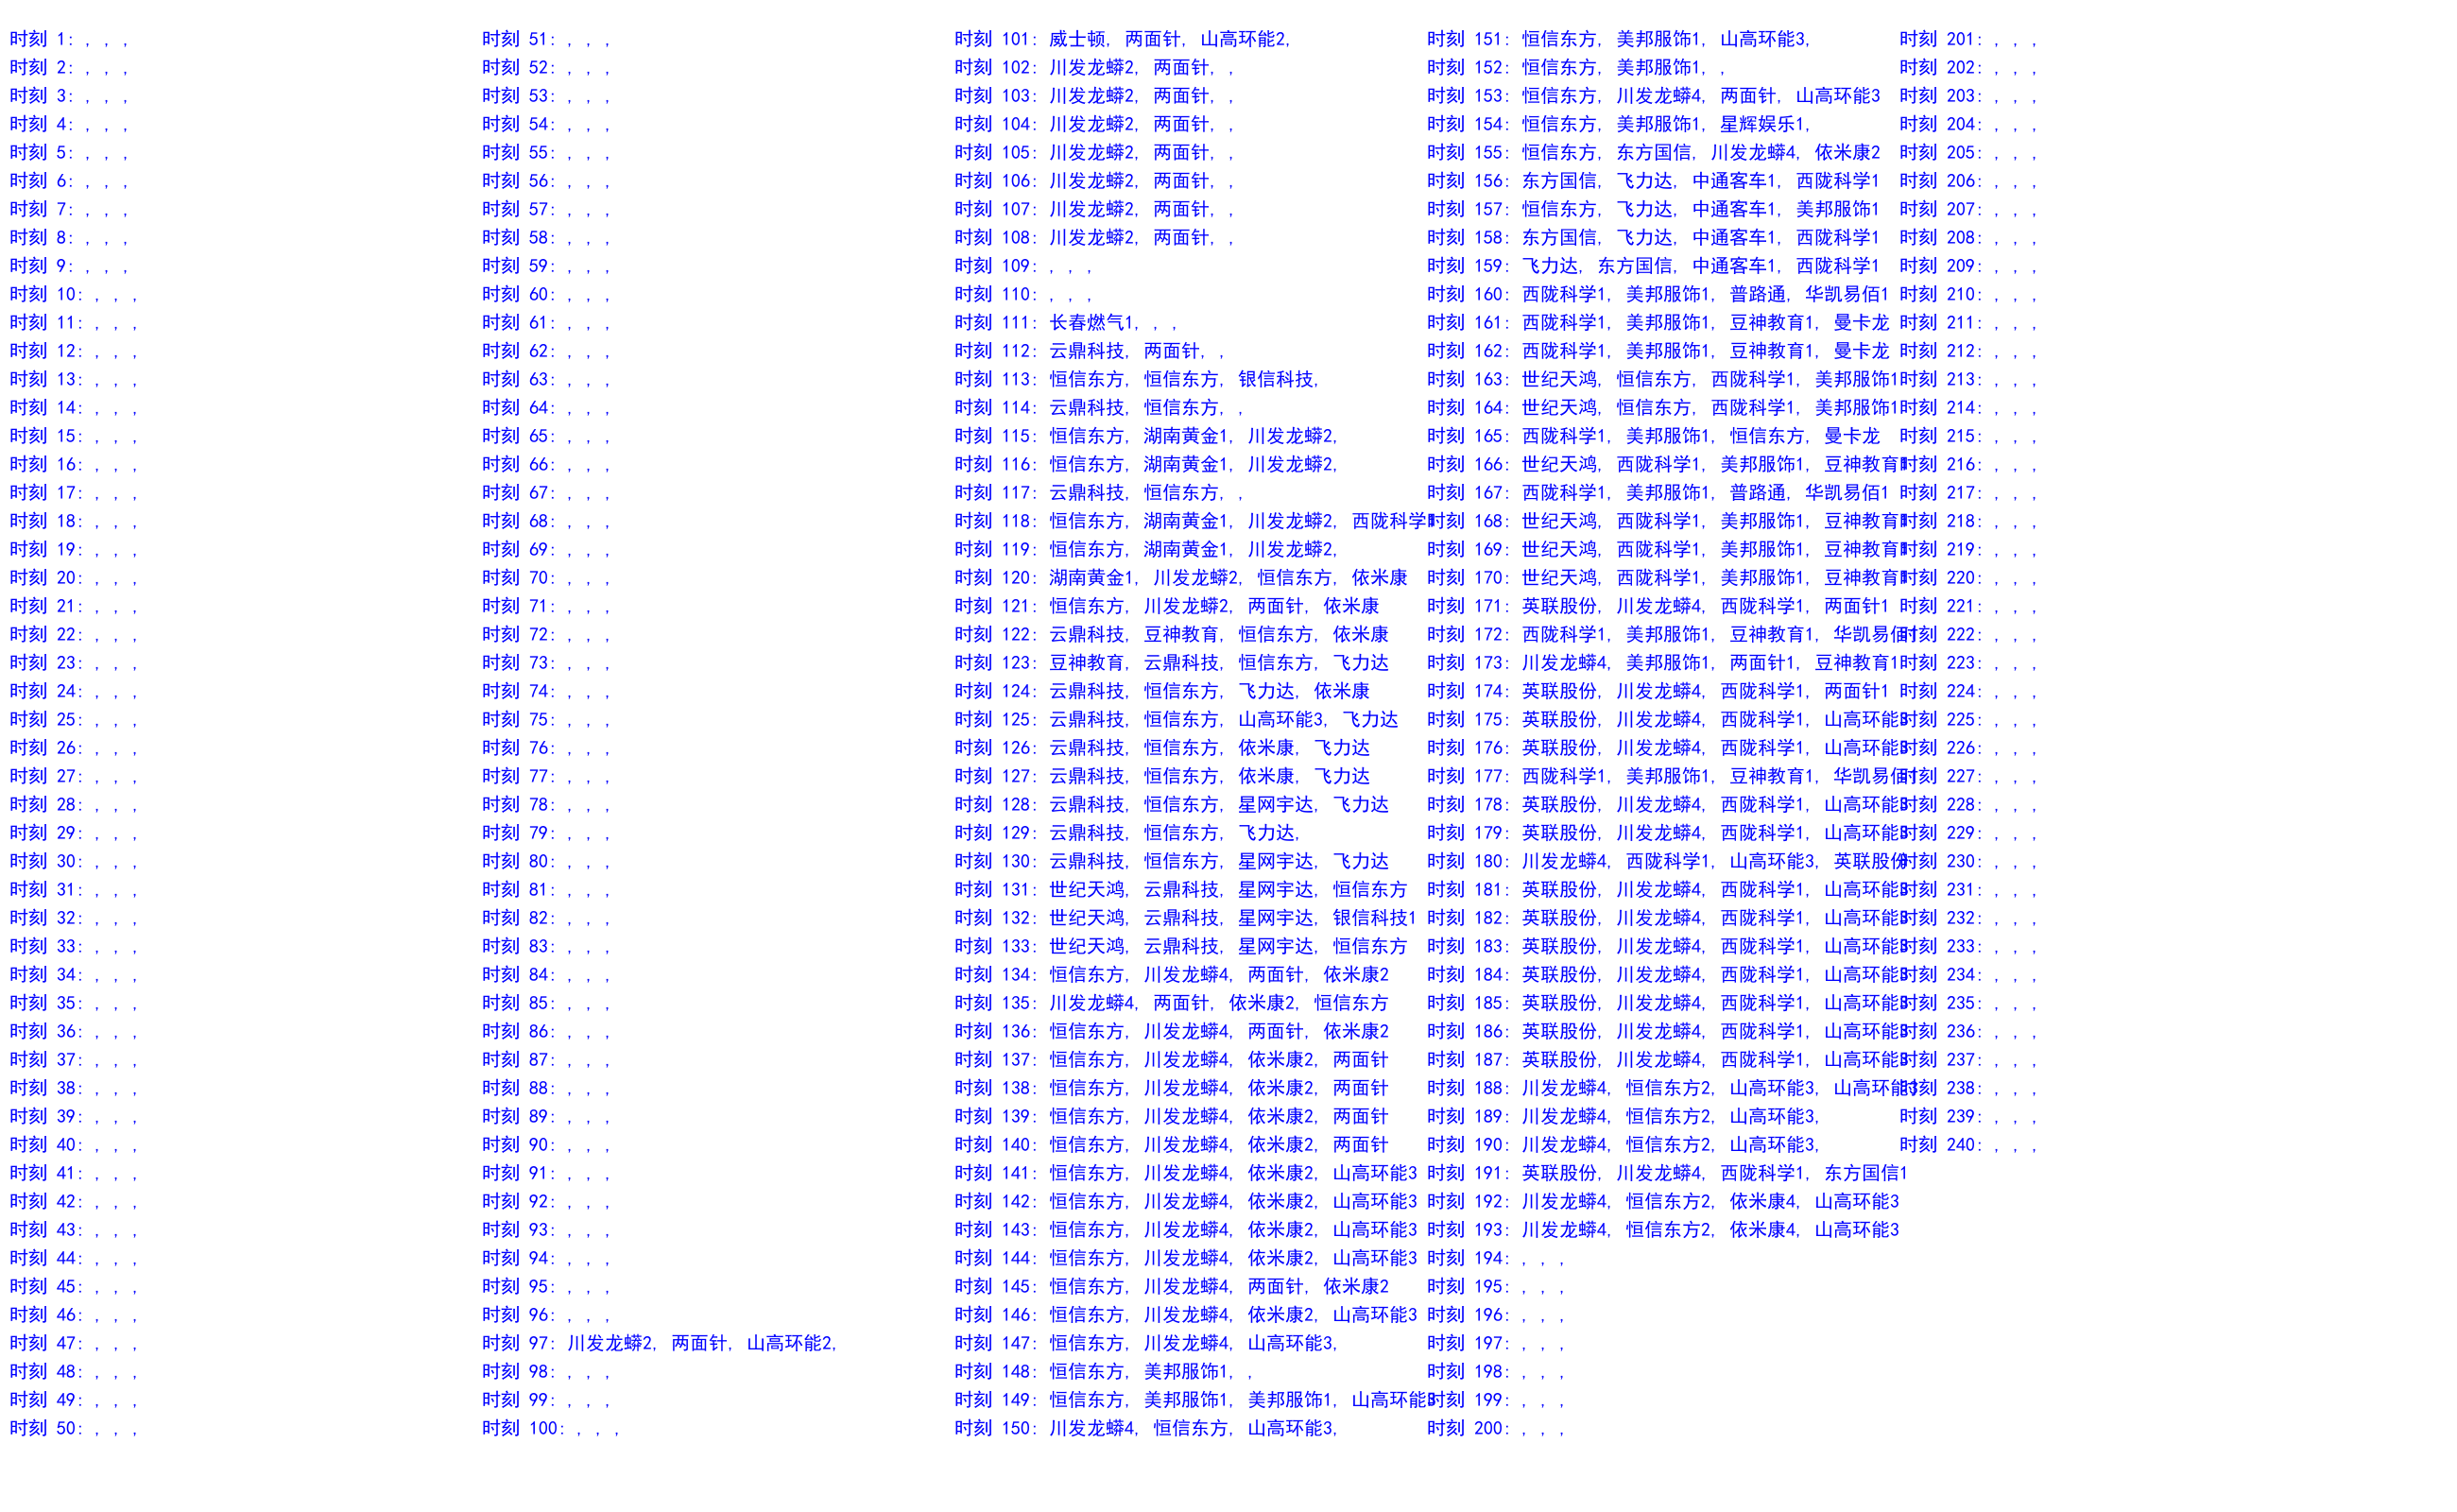 时刻 1: , , ,
时刻 2: , , ,
时刻 3: , , ,
时刻 4: , , ,
时刻 5: , , ,
时刻 6: , , ,
时刻 7: , , ,
时刻 8: , , ,
时刻 9: , , ,
时刻 10: , , ,
时刻 11: , , ,
时刻 12: , , ,
时刻 13: , , ,
时刻 14: , , ,
时刻 15: , , ,
时刻 16: , , ,
时刻 17: , , ,
时刻 18: , , ,
时刻 19: , , ,
时刻 20: , , ,
时刻 21: , , ,
时刻 22: , , ,
时刻 23: , , ,
时刻 24: , , ,
时刻 25: , , ,
时刻 26: , , ,
时刻 27: , , ,
时刻 28: , , ,
时刻 29: , , ,
时刻 30: , , ,
时刻 31: , , ,
时刻 32: , , ,
时刻 33: , , ,
时刻 34: , , ,
时刻 35: , , ,
时刻 36: , , ,
时刻 37: , , ,
时刻 38: , , ,
时刻 39: , , ,
时刻 40: , , ,
时刻 41: , , ,
时刻 42: , , ,
时刻 43: , , ,
时刻 44: , , ,
时刻 45: , , ,
时刻 46: , , ,
时刻 47: , , ,
时刻 48: , , ,
时刻 49: , , ,
时刻 50: , , ,
时刻 51: , , ,
时刻 52: , , ,
时刻 53: , , ,
时刻 54: , , ,
时刻 55: , , ,
时刻 56: , , ,
时刻 57: , , ,
时刻 58: , , ,
时刻 59: , , ,
时刻 60: , , ,
时刻 61: , , ,
时刻 62: , , ,
时刻 63: , , ,
时刻 64: , , ,
时刻 65: , , ,
时刻 66: , , ,
时刻 67: , , ,
时刻 68: , , ,
时刻 69: , , ,
时刻 70: , , ,
时刻 71: , , ,
时刻 72: , , ,
时刻 73: , , ,
时刻 74: , , ,
时刻 75: , , ,
时刻 76: , , ,
时刻 77: , , ,
时刻 78: , , ,
时刻 79: , , ,
时刻 80: , , ,
时刻 81: , , ,
时刻 82: , , ,
时刻 83: , , ,
时刻 84: , , ,
时刻 85: , , ,
时刻 86: , , ,
时刻 87: , , ,
时刻 88: , , ,
时刻 89: , , ,
时刻 90: , , ,
时刻 91: , , ,
时刻 92: , , ,
时刻 93: , , ,
时刻 94: , , ,
时刻 95: , , ,
时刻 96: , , ,
时刻 97: 川发龙蟒2, 两面针, 山高环能2,
时刻 98: , , ,
时刻 99: , , ,
时刻 100: , , ,
时刻 101: 威士顿, 两面针, 山高环能2,
时刻 102: 川发龙蟒2, 两面针, ,
时刻 103: 川发龙蟒2, 两面针, ,
时刻 104: 川发龙蟒2, 两面针, ,
时刻 105: 川发龙蟒2, 两面针, ,
时刻 106: 川发龙蟒2, 两面针, ,
时刻 107: 川发龙蟒2, 两面针, ,
时刻 108: 川发龙蟒2, 两面针, ,
时刻 109: , , ,
时刻 110: , , ,
时刻 111: 长春燃气1, , ,
时刻 112: 云鼎科技, 两面针, ,
时刻 113: 恒信东方, 恒信东方, 银信科技,
时刻 114: 云鼎科技, 恒信东方, ,
时刻 115: 恒信东方, 湖南黄金1, 川发龙蟒2,
时刻 116: 恒信东方, 湖南黄金1, 川发龙蟒2,
时刻 117: 云鼎科技, 恒信东方, ,
时刻 118: 恒信东方, 湖南黄金1, 川发龙蟒2, 西陇科学
时刻 119: 恒信东方, 湖南黄金1, 川发龙蟒2,
时刻 120: 湖南黄金1, 川发龙蟒2, 恒信东方, 依米康
时刻 121: 恒信东方, 川发龙蟒2, 两面针, 依米康
时刻 122: 云鼎科技, 豆神教育, 恒信东方, 依米康
时刻 123: 豆神教育, 云鼎科技, 恒信东方, 飞力达
时刻 124: 云鼎科技, 恒信东方, 飞力达, 依米康
时刻 125: 云鼎科技, 恒信东方, 山高环能3, 飞力达
时刻 126: 云鼎科技, 恒信东方, 依米康, 飞力达
时刻 127: 云鼎科技, 恒信东方, 依米康, 飞力达
时刻 128: 云鼎科技, 恒信东方, 星网宇达, 飞力达
时刻 129: 云鼎科技, 恒信东方, 飞力达,
时刻 130: 云鼎科技, 恒信东方, 星网宇达, 飞力达
时刻 131: 世纪天鸿, 云鼎科技, 星网宇达, 恒信东方
时刻 132: 世纪天鸿, 云鼎科技, 星网宇达, 银信科技1
时刻 133: 世纪天鸿, 云鼎科技, 星网宇达, 恒信东方
时刻 134: 恒信东方, 川发龙蟒4, 两面针, 依米康2
时刻 135: 川发龙蟒4, 两面针, 依米康2, 恒信东方
时刻 136: 恒信东方, 川发龙蟒4, 两面针, 依米康2
时刻 137: 恒信东方, 川发龙蟒4, 依米康2, 两面针
时刻 138: 恒信东方, 川发龙蟒4, 依米康2, 两面针
时刻 139: 恒信东方, 川发龙蟒4, 依米康2, 两面针
时刻 140: 恒信东方, 川发龙蟒4, 依米康2, 两面针
时刻 141: 恒信东方, 川发龙蟒4, 依米康2, 山高环能3
时刻 142: 恒信东方, 川发龙蟒4, 依米康2, 山高环能3
时刻 143: 恒信东方, 川发龙蟒4, 依米康2, 山高环能3
时刻 144: 恒信东方, 川发龙蟒4, 依米康2, 山高环能3
时刻 145: 恒信东方, 川发龙蟒4, 两面针, 依米康2
时刻 146: 恒信东方, 川发龙蟒4, 依米康2, 山高环能3
时刻 147: 恒信东方, 川发龙蟒4, 山高环能3,
时刻 148: 恒信东方, 美邦服饰1, ,
时刻 149: 恒信东方, 美邦服饰1, 美邦服饰1, 山高环能3
时刻 150: 川发龙蟒4, 恒信东方, 山高环能3,
时刻 151: 恒信东方, 美邦服饰1, 山高环能3,
时刻 152: 恒信东方, 美邦服饰1, ,
时刻 153: 恒信东方, 川发龙蟒4, 两面针, 山高环能3
时刻 154: 恒信东方, 美邦服饰1, 星辉娱乐1,
时刻 155: 恒信东方, 东方国信, 川发龙蟒4, 依米康2
时刻 156: 东方国信, 飞力达, 中通客车1, 西陇科学1
时刻 157: 恒信东方, 飞力达, 中通客车1, 美邦服饰1
时刻 158: 东方国信, 飞力达, 中通客车1, 西陇科学1
时刻 159: 飞力达, 东方国信, 中通客车1, 西陇科学1
时刻 160: 西陇科学1, 美邦服饰1, 普路通, 华凯易佰1
时刻 161: 西陇科学1, 美邦服饰1, 豆神教育1, 曼卡龙
时刻 162: 西陇科学1, 美邦服饰1, 豆神教育1, 曼卡龙
时刻 163: 世纪天鸿, 恒信东方, 西陇科学1, 美邦服饰1
时刻 164: 世纪天鸿, 恒信东方, 西陇科学1, 美邦服饰1
时刻 165: 西陇科学1, 美邦服饰1, 恒信东方, 曼卡龙
时刻 166: 世纪天鸿, 西陇科学1, 美邦服饰1, 豆神教育1
时刻 167: 西陇科学1, 美邦服饰1, 普路通, 华凯易佰1
时刻 168: 世纪天鸿, 西陇科学1, 美邦服饰1, 豆神教育1
时刻 169: 世纪天鸿, 西陇科学1, 美邦服饰1, 豆神教育1
时刻 170: 世纪天鸿, 西陇科学1, 美邦服饰1, 豆神教育1
时刻 171: 英联股份, 川发龙蟒4, 西陇科学1, 两面针1
时刻 172: 西陇科学1, 美邦服饰1, 豆神教育1, 华凯易佰1
时刻 173: 川发龙蟒4, 美邦服饰1, 两面针1, 豆神教育1
时刻 174: 英联股份, 川发龙蟒4, 西陇科学1, 两面针1
时刻 175: 英联股份, 川发龙蟒4, 西陇科学1, 山高环能3
时刻 176: 英联股份, 川发龙蟒4, 西陇科学1, 山高环能3
时刻 177: 西陇科学1, 美邦服饰1, 豆神教育1, 华凯易佰1
时刻 178: 英联股份, 川发龙蟒4, 西陇科学1, 山高环能3
时刻 179: 英联股份, 川发龙蟒4, 西陇科学1, 山高环能3
时刻 180: 川发龙蟒4, 西陇科学1, 山高环能3, 英联股份
时刻 181: 英联股份, 川发龙蟒4, 西陇科学1, 山高环能3
时刻 182: 英联股份, 川发龙蟒4, 西陇科学1, 山高环能3
时刻 183: 英联股份, 川发龙蟒4, 西陇科学1, 山高环能3
时刻 184: 英联股份, 川发龙蟒4, 西陇科学1, 山高环能3
时刻 185: 英联股份, 川发龙蟒4, 西陇科学1, 山高环能3
时刻 186: 英联股份, 川发龙蟒4, 西陇科学1, 山高环能3
时刻 187: 英联股份, 川发龙蟒4, 西陇科学1, 山高环能3
时刻 188: 川发龙蟒4, 恒信东方2, 山高环能3, 山高环能3
时刻 189: 川发龙蟒4, 恒信东方2, 山高环能3,
时刻 190: 川发龙蟒4, 恒信东方2, 山高环能3,
时刻 191: 英联股份, 川发龙蟒4, 西陇科学1, 东方国信1
时刻 192: 川发龙蟒4, 恒信东方2, 依米康4, 山高环能3
时刻 193: 川发龙蟒4, 恒信东方2, 依米康4, 山高环能3
时刻 194: , , ,
时刻 195: , , ,
时刻 196: , , ,
时刻 197: , , ,
时刻 198: , , ,
时刻 199: , , ,
时刻 200: , , ,
时刻 201: , , ,
时刻 202: , , ,
时刻 203: , , ,
时刻 204: , , ,
时刻 205: , , ,
时刻 206: , , ,
时刻 207: , , ,
时刻 208: , , ,
时刻 209: , , ,
时刻 210: , , ,
时刻 211: , , ,
时刻 212: , , ,
时刻 213: , , ,
时刻 214: , , ,
时刻 215: , , ,
时刻 216: , , ,
时刻 217: , , ,
时刻 218: , , ,
时刻 219: , , ,
时刻 220: , , ,
时刻 221: , , ,
时刻 222: , , ,
时刻 223: , , ,
时刻 224: , , ,
时刻 225: , , ,
时刻 226: , , ,
时刻 227: , , ,
时刻 228: , , ,
时刻 229: , , ,
时刻 230: , , ,
时刻 231: , , ,
时刻 232: , , ,
时刻 233: , , ,
时刻 234: , , ,
时刻 235: , , ,
时刻 236: , , ,
时刻 237: , , ,
时刻 238: , , ,
时刻 239: , , ,
时刻 240: , , ,